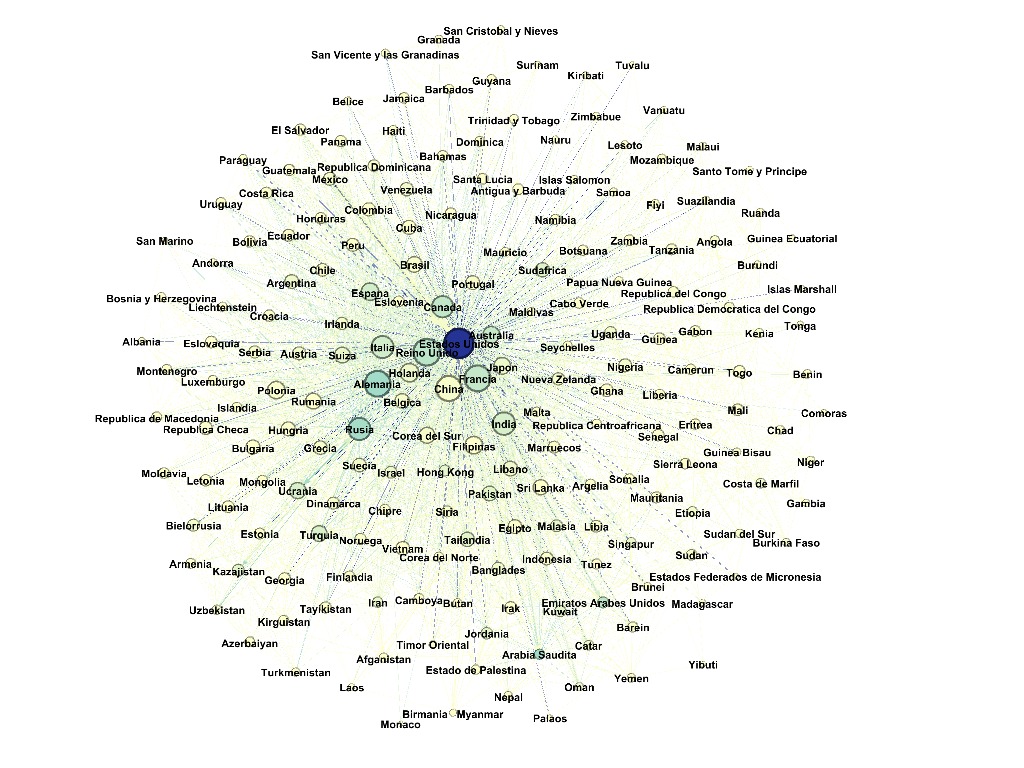 San Cristobal y Nieves
Granada
San Vicente y las Granadinas
Surinam
Tuvalu
Kiribati
Guyana
Barbados
Jamaica
Belice
Vanuatu
Zimbabue
Trinidad y Tobago
El Salvador
Haiti
Panama
Dominica
Nauru
Lesoto
Malaui
Bahamas
Mozambique
Paraguay
Guatemala
Republica Dominicana
Santo Tome y Principe
Mexico
Santa Lucia
Islas Salomon
Costa Rica
Venezuela
Antigua y Barbuda
Samoa
Uruguay
Fiyi
Suazilandia
Colombia
Nicaragua
Ruanda
Honduras
Cuba
Namibia
San Marino
Bolivia
Ecuador
Peru
Zambia
Angola
Guinea Ecuatorial
Mauricio
Botsuana
Tanzania
Andorra
Chile
Brasil
Sudafrica
Burundi
Argentina
Portugal
Papua Nueva Guinea
Espana
Republica del Congo
Islas Marshall
Bosnia y Herzegovina
Liechtenstein
Eslovenia
Canada
Cabo Verde
Croacia
Maldivas
Republica Democratica del Congo
Irlanda
Tonga
Albania
Eslovaquia
Australia
Uganda
Guinea
Gabon
Kenia
Estados Unidos
Serbia
Austria
Suiza
Italia
Reino Unido
Seychelles
Montenegro
Holanda
Japon
Nigeria
Camerun
Togo
Benin
Luxemburgo
Polonia
Alemania
China
Francia
Nueva Zelanda
Ghana
Liberia
Rumania
Belgica
Islandia
Malta
Mali
Comoras
Republica de Macedonia
Republica Checa
Hungria
Rusia
India
Republica Centroafricana
Eritrea
Chad
Corea del Sur
Senegal
Bulgaria
Grecia
Filipinas
Marruecos
Guinea Bisau
Suecia
Libano
Sierra Leona
Niger
Moldavia
Letonia
Mongolia
Israel
Hong Kong
Somalia
Costa de Marfil
Ucrania
Pakistan
Sri Lanka
Argelia
Mauritania
Lituania
Dinamarca
Chipre
Siria
Etiopia
Gambia
Bielorrusia
Estonia
Turquia
Noruega
Tailandia
Egipto
Malasia
Libia
Sudan del Sur
Vietnam
Singapur
Burkina Faso
Corea del Norte
Indonesia
Sudan
Armenia
Kazajistan
Georgia
Finlandia
Banglades
Tunez
Estados Federados de Micronesia
Brunei
Uzbekistan
Tayikistan
Iran
Camboya
Butan
Irak
Emiratos Arabes Unidos
Madagascar
Kuwait
Kirguistan
Barein
Azerbaiyan
Jordania
Timor Oriental
Catar
Afganistan
Arabia Saudita
Yibuti
Turkmenistan
Estado de Palestina
Yemen
Laos
Oman
Nepal
Birmania
Myanmar
Palaos
Monaco